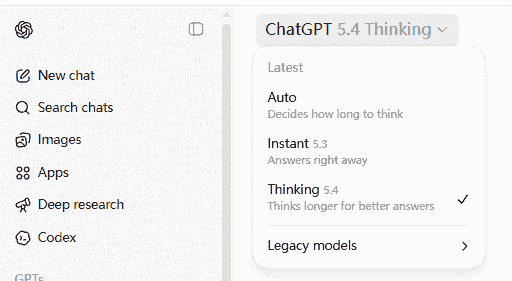 New chat
Search chats
Images
Apps
Deep research
Codex
GPTs
ChatGPT 5.4 Thinking
Latest
Auto
Decides how long to think
Instant 5.3
Answers right away
Thinking 5.4
Thinks longer for better answers
Legacy models